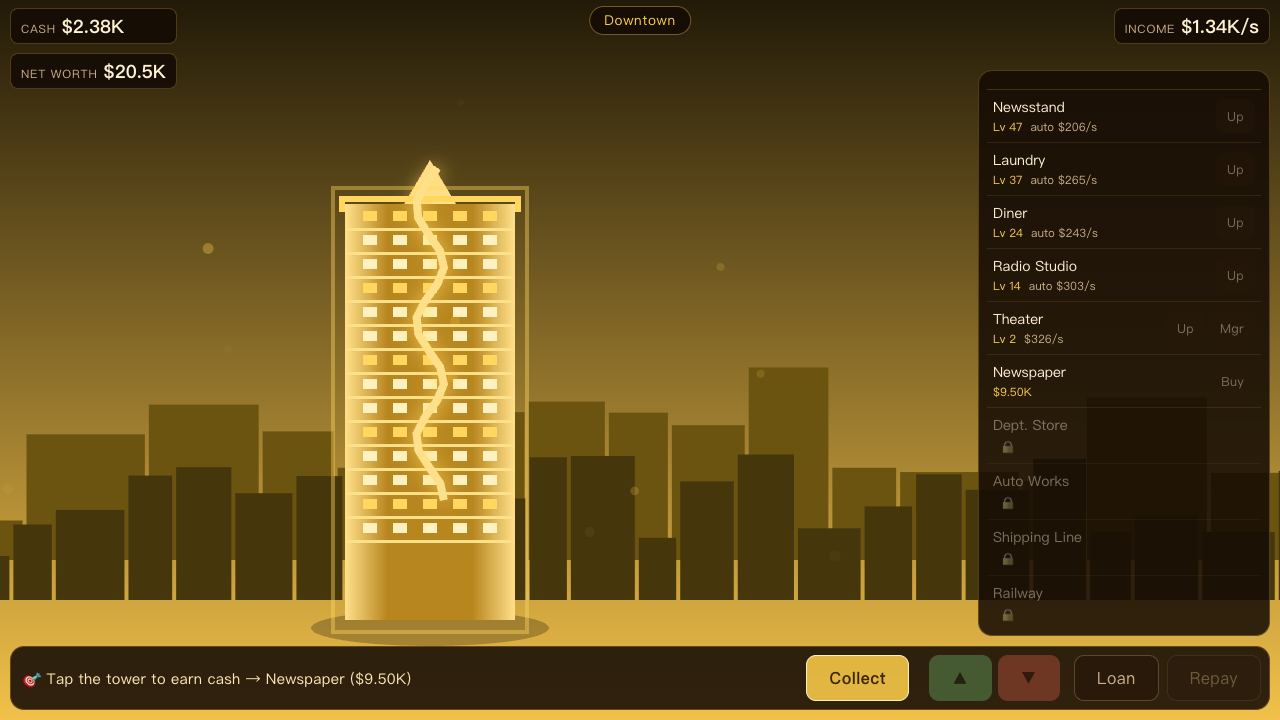 CASH $2.38K
NET WORTH $20.5K
Downtown
INCOME $1.34K/s
Newsstand
Lv 47 auto $206/s
Up
Laundry
Lv 37 auto $265/s
Up
Diner
Lv 24 auto $243/s
Up
Radio Studio
Lv 14 auto $303/s
Up
Theater
Lv 2 $326/s
Up Mgr
Newspaper
$9.50K
Buy
Dept. Store
Auto Works
Shipping Line
Railway
Tap the tower to earn cash → Newspaper ($9.50K)
Collect
▲
▼
Loan
Repay